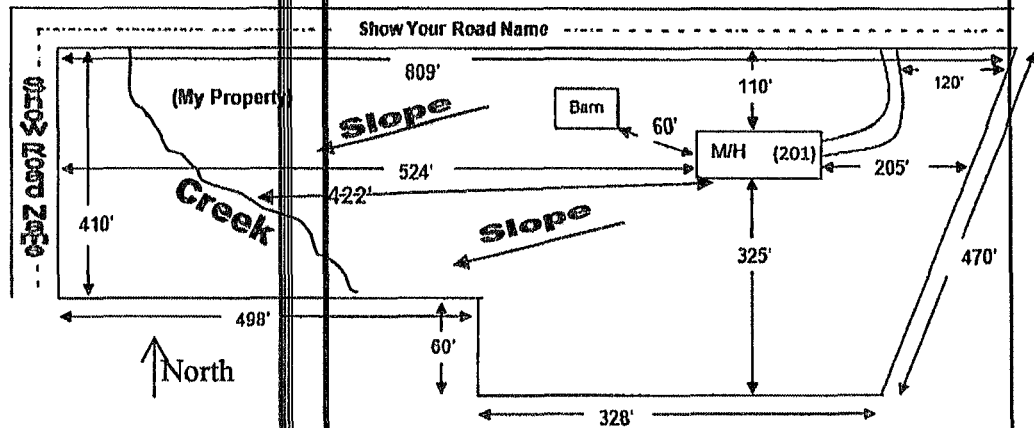 Show Your Road Name
809'
110'
120'
(My Property)
Slope
Barn
60'
M/H (201)
524'
205'
422'
Creek
410'
Slope
325'
470'
498'
60'
North
328'